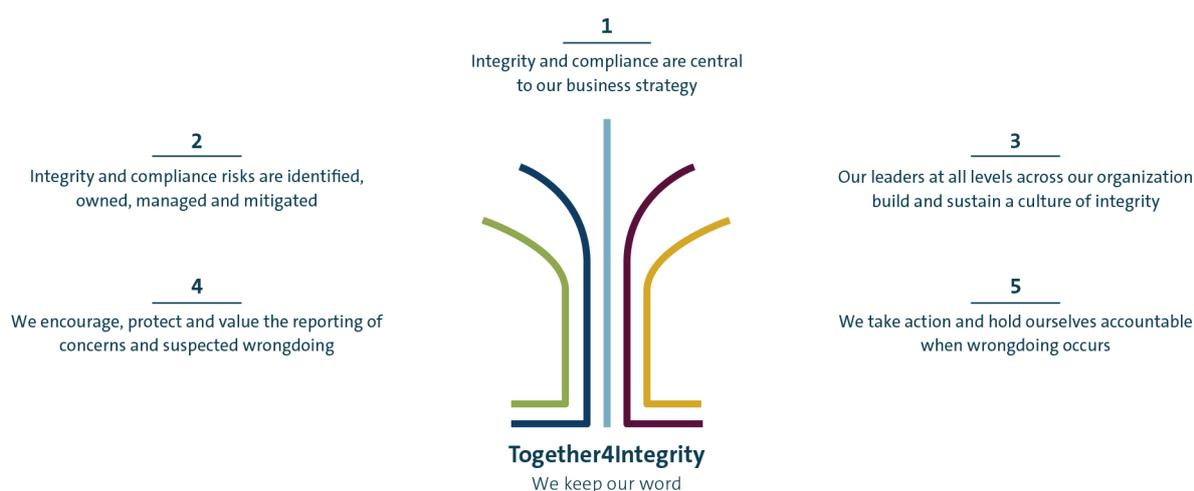 1
Integrity and compliance are central
to our business strategy
2
Integrity and compliance risks are identified,
owned, managed and mitigated
3
Our leaders at all levels across our organization
build and sustain a culture of integrity
4
We encourage, protect and value the reporting of
concerns and suspected wrongdoing
5
We take action and hold ourselves accountable
when wrongdoing occurs
Together4Integrity
We keep our word